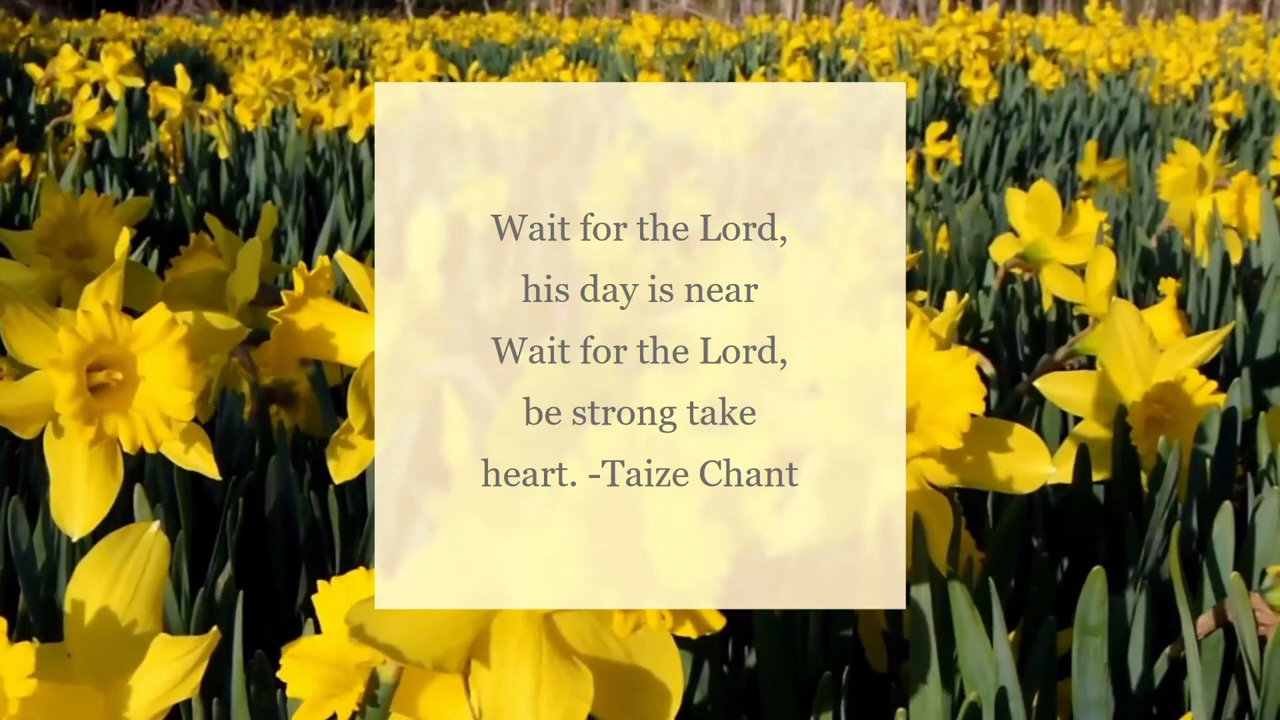 Wait for the Lord,
his day is near
Wait for the Lord,
be strong take
heart. -Taize Chant